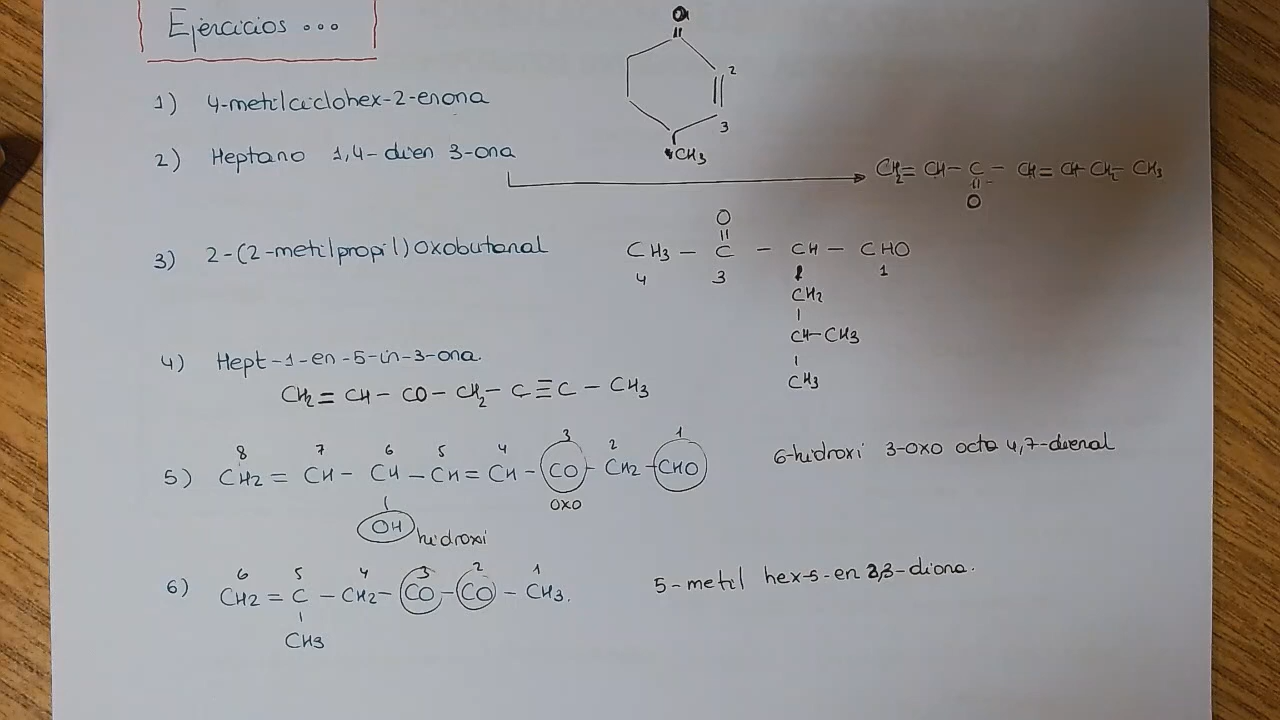 Ejercicios ...
1) 4-metilciclohex-2-enona
O
2
3
CH3
2) Heptano 1,4-dien 3-ona
CH2=CH-C-CH=CH-CH2-CH3
O
3) 2-(2-metilpropil)oxobutanal
O
CH3-C-CH-CHO
4 3 1
CH2
CH-CH3
CH3
4) Hept-1-en-5-in-3-ona.
CH2=CH-CO-CH2-C≡C-CH3
8 7 6 5 4 3 2 1
5) CH2=CH-CH-CH=CH-CO-CH2-CHO 6-hidroxi 3-oxo octa 4,7-dienal
oxo
OH hidroxi
6 5 4 3 2 1
6) CH2=C-CH2-CO-CO-CH3. 5-metil hex-5-en 2,3-diona.
CH3